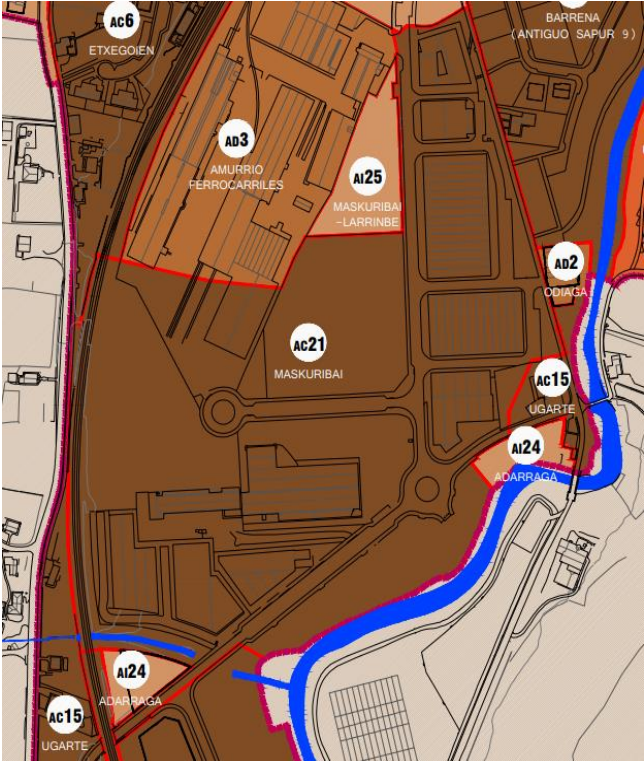 AC6
ETXEGOIEN
BARRENA
(ANTIGUO SAPUR 9)
AD3
AMURRIO
FERROCARRILES
AI25
MASKURIBAI
-LARRINBE
AD2
ODIAGA
AC21
MASKURIBAI
AC15
UGARTE
AI24
ADARRAGA
AI24
ADARRAGA
AC15
UGARTE